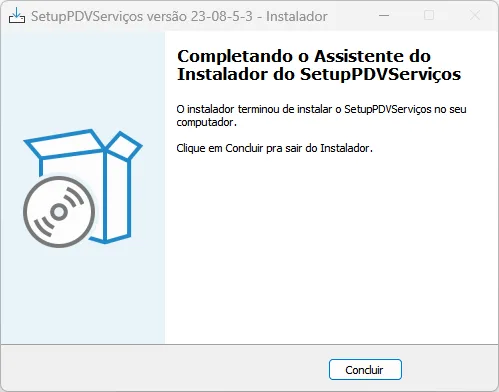 SetupPDVServiços versão 23-08-5-3 - Instalador
Completando o Assistente do
Instalador do SetupPDVServiços
O instalador terminou de instalar o SetupPDVServiços no seu
computador.
Clique em Concluir pra sair do Instalador.
Concluir